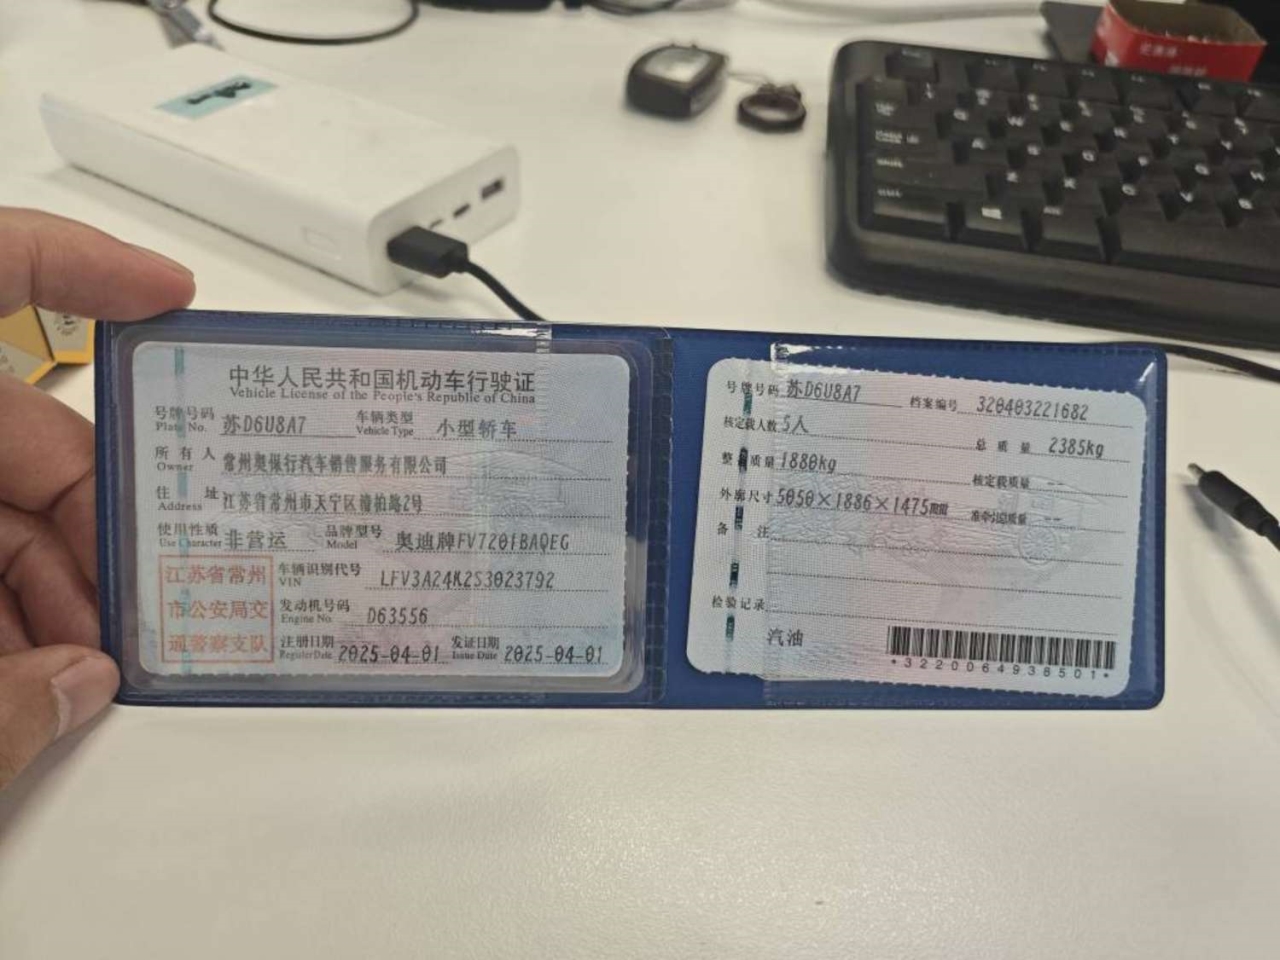 中华人民共和国机动车行驶证
Vehicle License of the People's Republic of China
号牌号码 Plate No. 苏D6U8A7 车辆类型 Vehicle Type 小型轿车
所有人 Owner 常州奥银行汽车销售服务有限公司
住址 Address 江苏省常州市天宁区 路2号
使用性质 Use Character 非营运 品牌型号 Model 奥迪牌FV7201BAQEG
江苏省常州
市公安局交
通警察支队
车辆识别代号 VIN LFV3A24K2S3023792
发动机号码 Engine No. D63556
注册日期 Register Date 2025-04-01 发证日期 Issue Date 2025-04-01
号牌号码 苏D6U8A7 档案编号 320403221682
核定载人数 5人 总质量 2385kg
整备质量 1880kg 核定载质量 --
外廓尺寸 5050×1886×1475mm 准牵引总质量 --
备注
检验记录
汽油
*3220064938501*